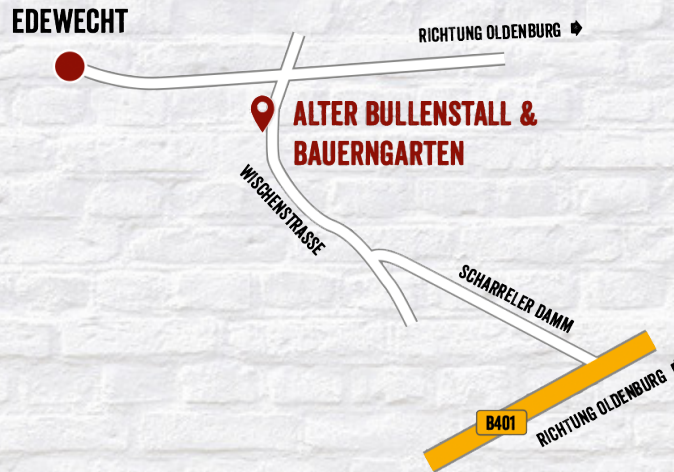 EDEWECHT
RICHTUNG OLDENBURG
ALTER BULLENSTALL &
BAUERNGARTEN
WISCHENSTRASSE
SCHARRELER DAMM
B401
RICHTUNG OLDENBURG